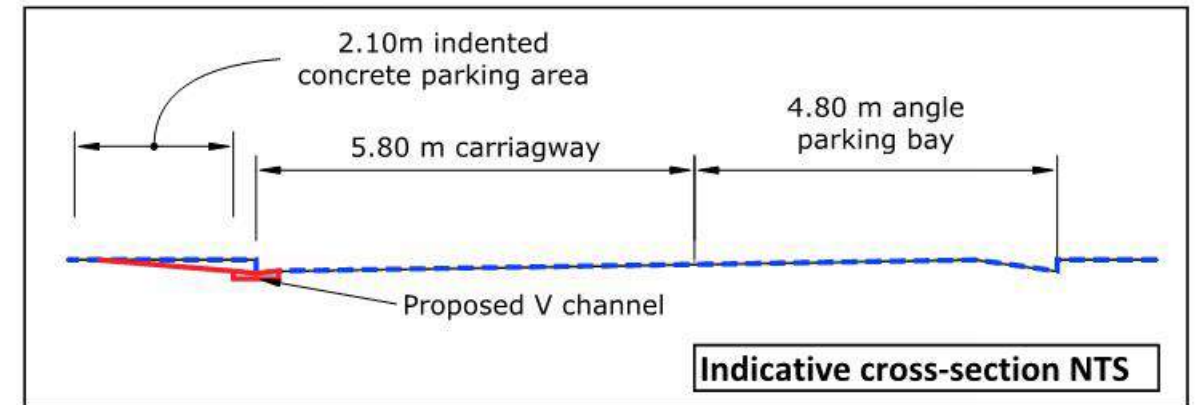 2.10m indented
concrete parking area
5.80 m carriagway
4.80 m angle
parking bay
Proposed V channel
Indicative cross-section NTS